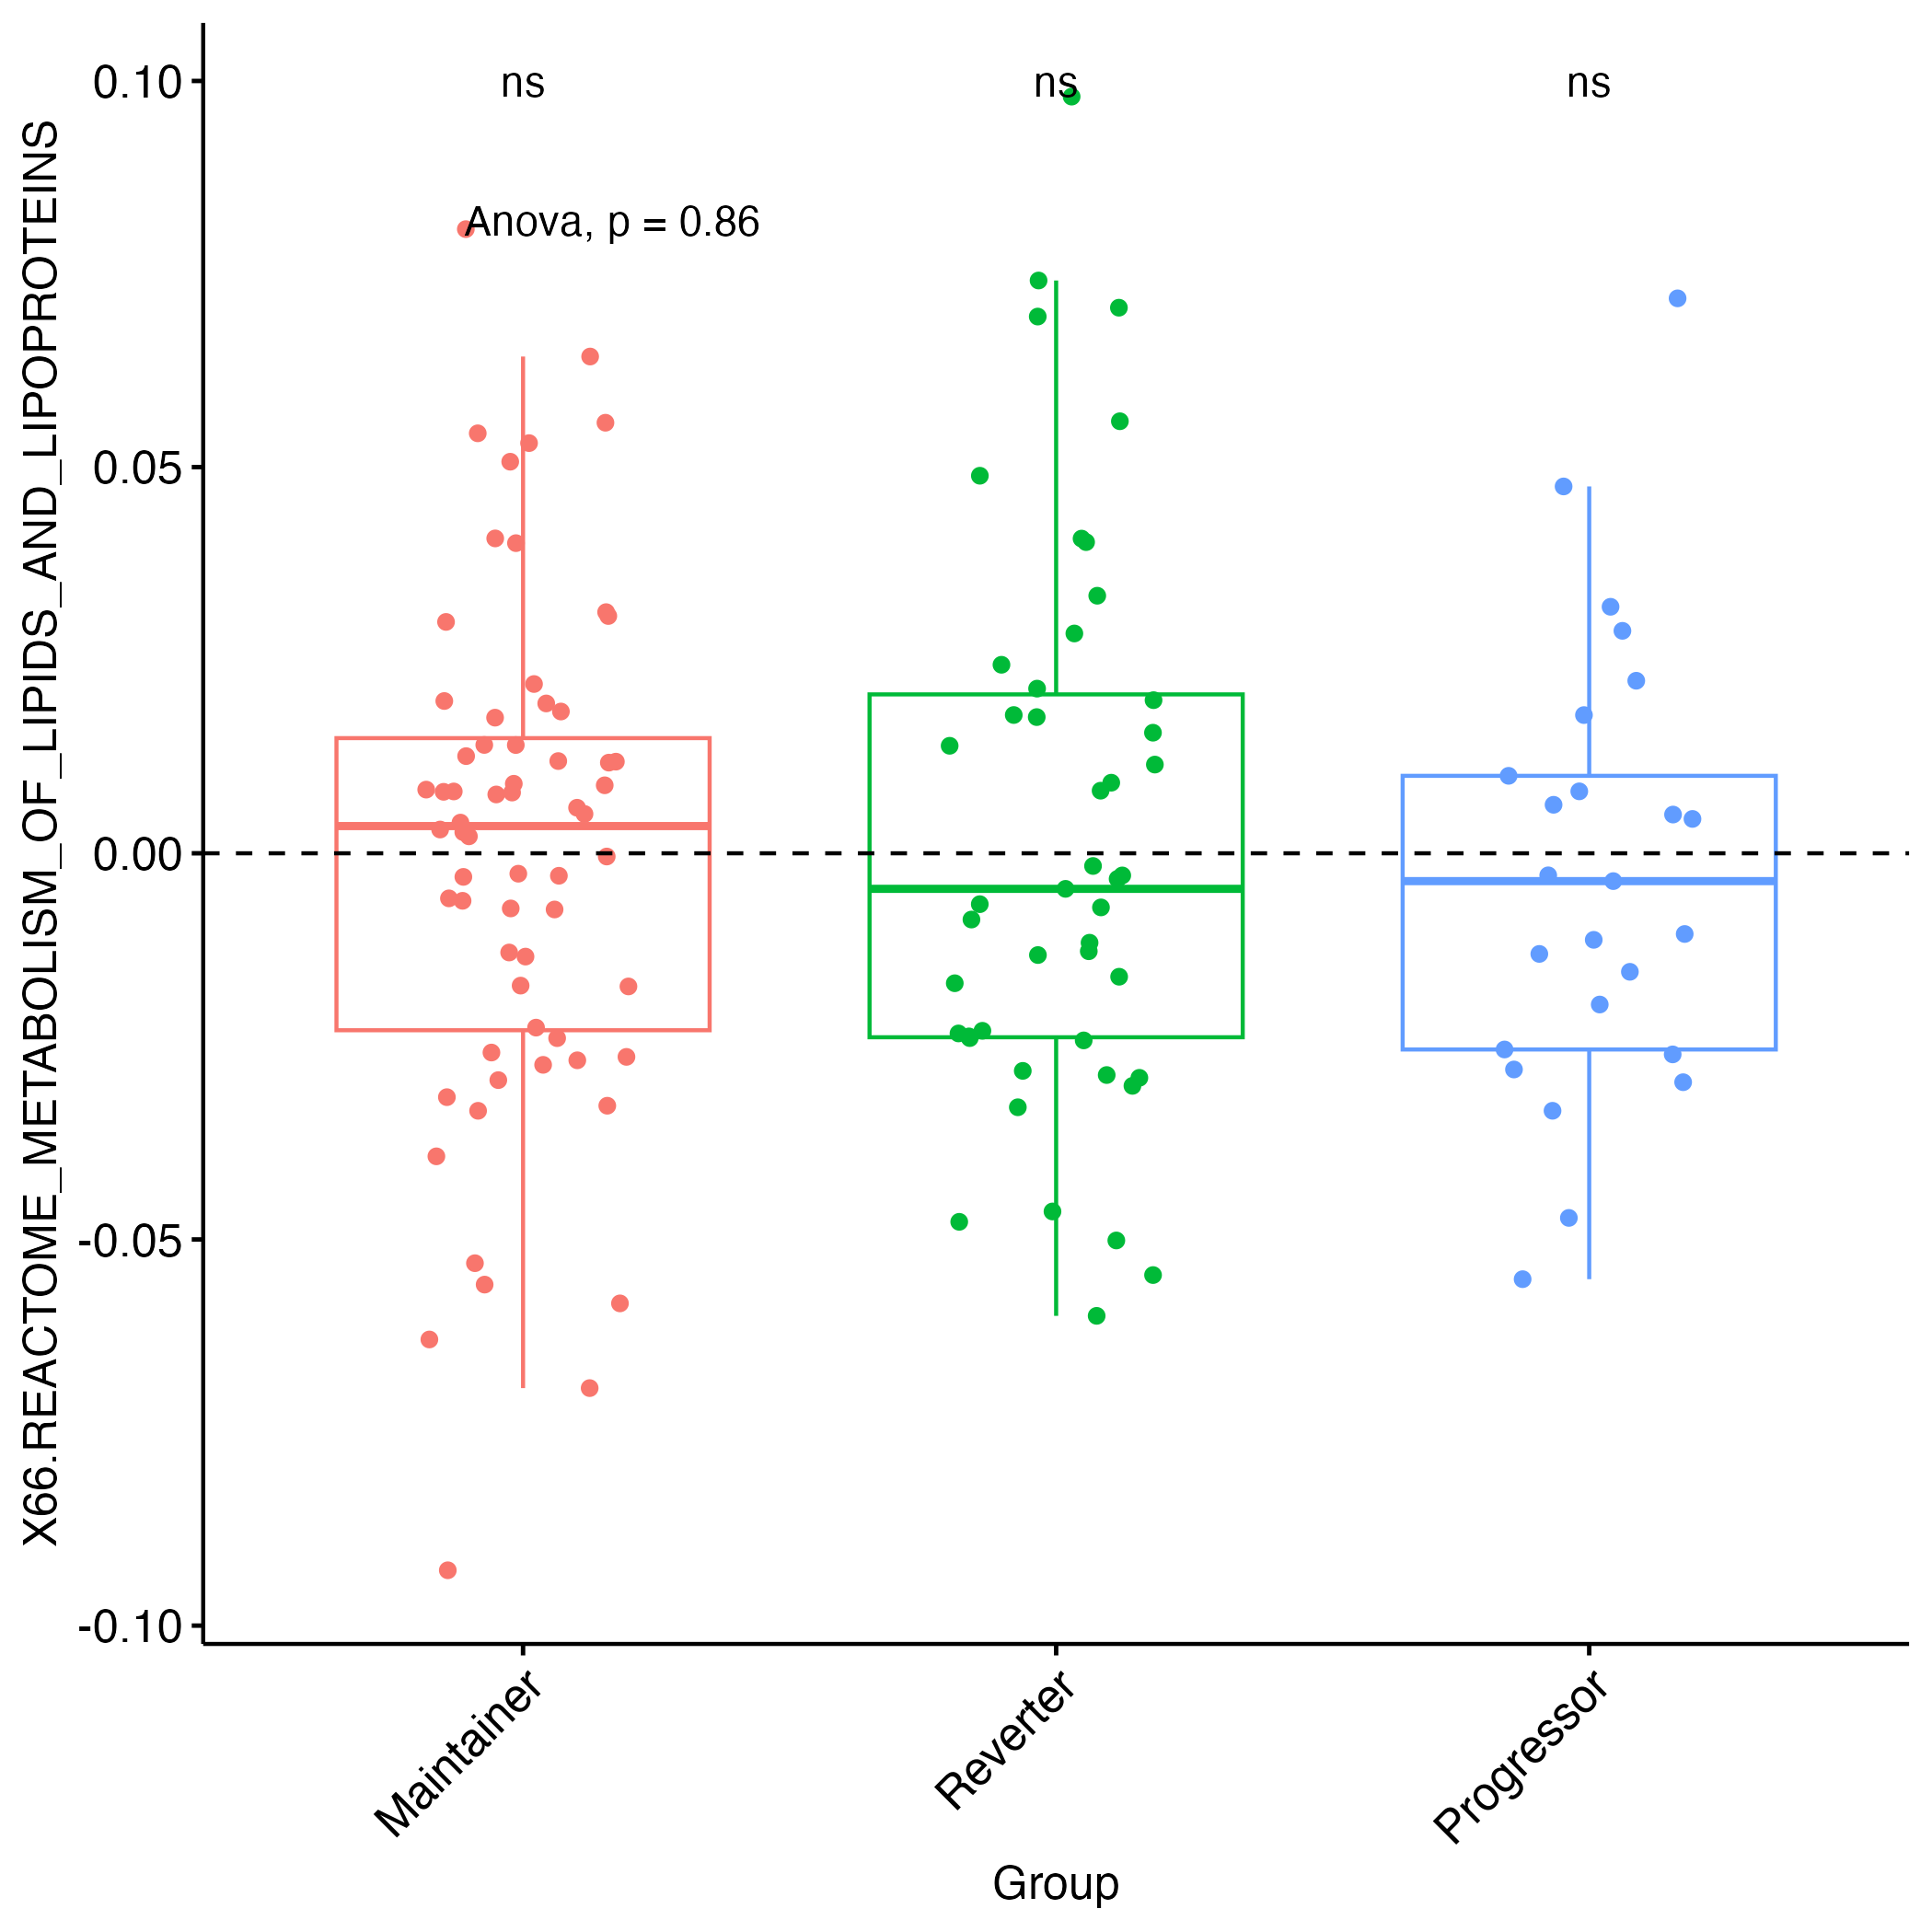 ns ns ns
Anova, p = 0.86
0.10
0.05
0.00
-0.05
-0.10
X66.REACTOME_METABOLISM_OF_LIPIDS_AND_LIPOPROTEINS
Maintainer
Reverter
Progressor
Group